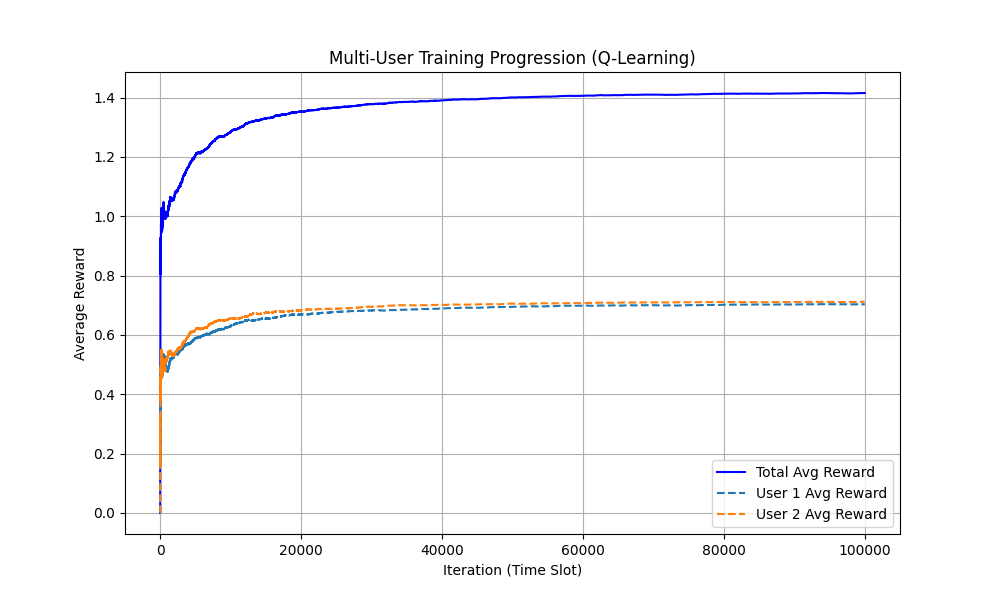 Multi-User Training Progression (Q-Learning)
Average Reward
1.4
1.2
1.0
0.8
0.6
0.4
0.2
0.0
Total Avg Reward
User 1 Avg Reward
User 2 Avg Reward
0 20000 40000 60000 80000 100000
Iteration (Time Slot)